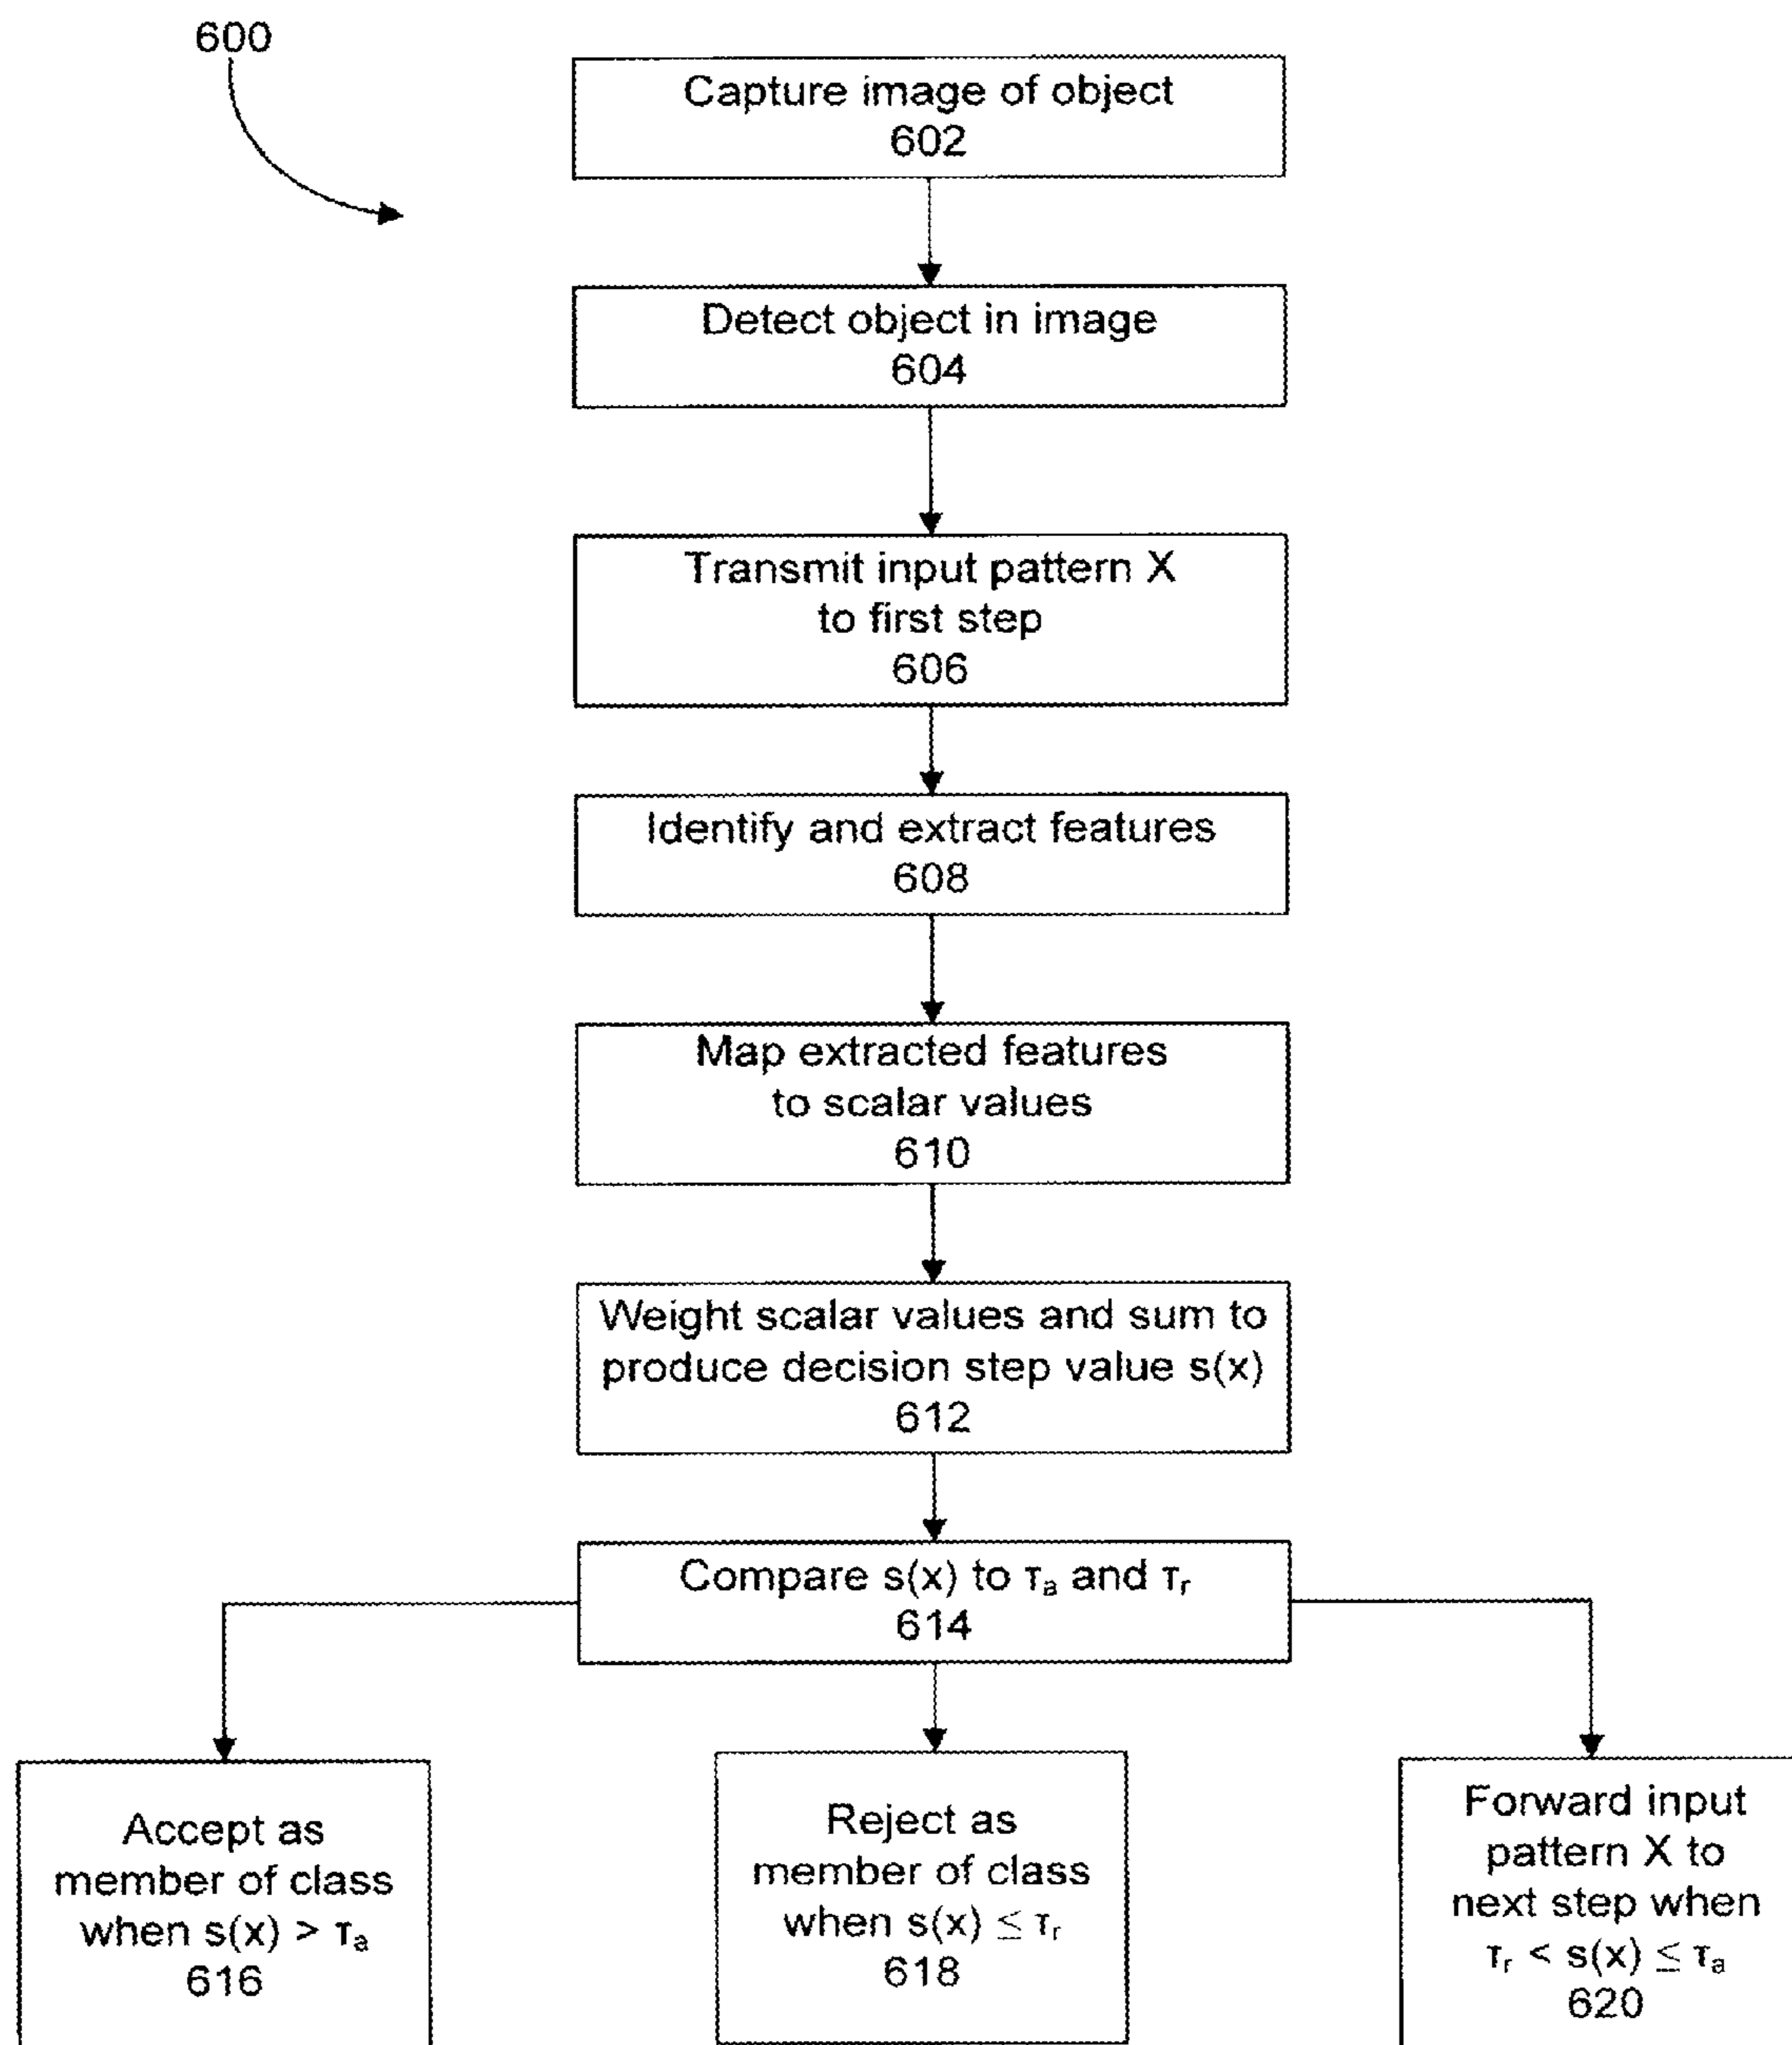 600
Capture image of object
602
Detect object in image
604
Transmit input pattern X
to first step
606
Identify and extract features
608
Map extracted features
to scalar values
610
Weight scalar values and sum to
produce decision step value s(x)
612
Compare s(x) to τₐ and τᵣ
614
Accept as
member of class
when s(x) > τₐ
616
Reject as
member of class
when s(x) ≤ τᵣ
618
Forward input
pattern X to
next step when
τᵣ < s(x) ≤ τₐ
620